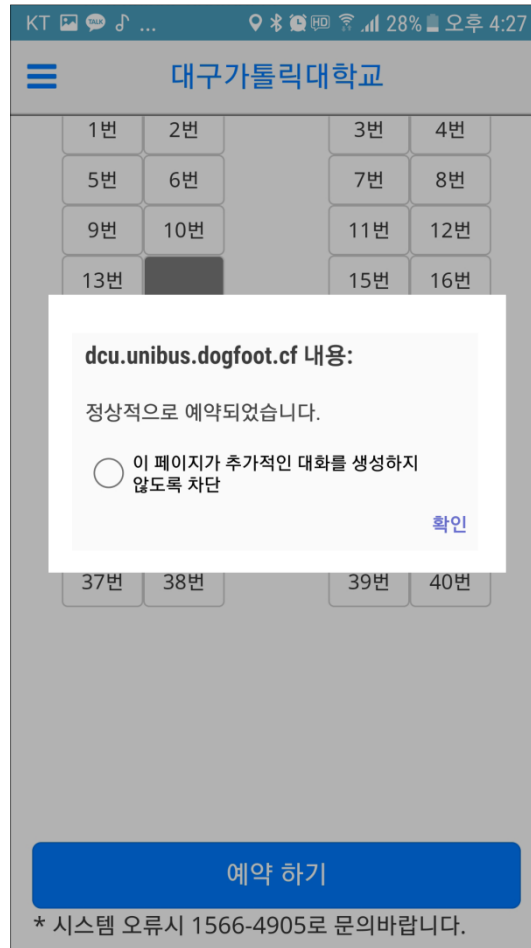 KT TALK ... HD 28% 오후 4:27
대구가톨릭대학교
1번 2번 3번 4번
5번 6번 7번 8번
9번 10번 11번 12번
13번 15번 16번
dcu.unibus.dogfoot.cf 내용:
정상적으로 예약되었습니다.
이 페이지가 추가적인 대화를 생성하지
않도록 차단
확인
37번 38번 39번 40번
예약 하기
* 시스템 오류시 1566-4905로 문의바랍니다.